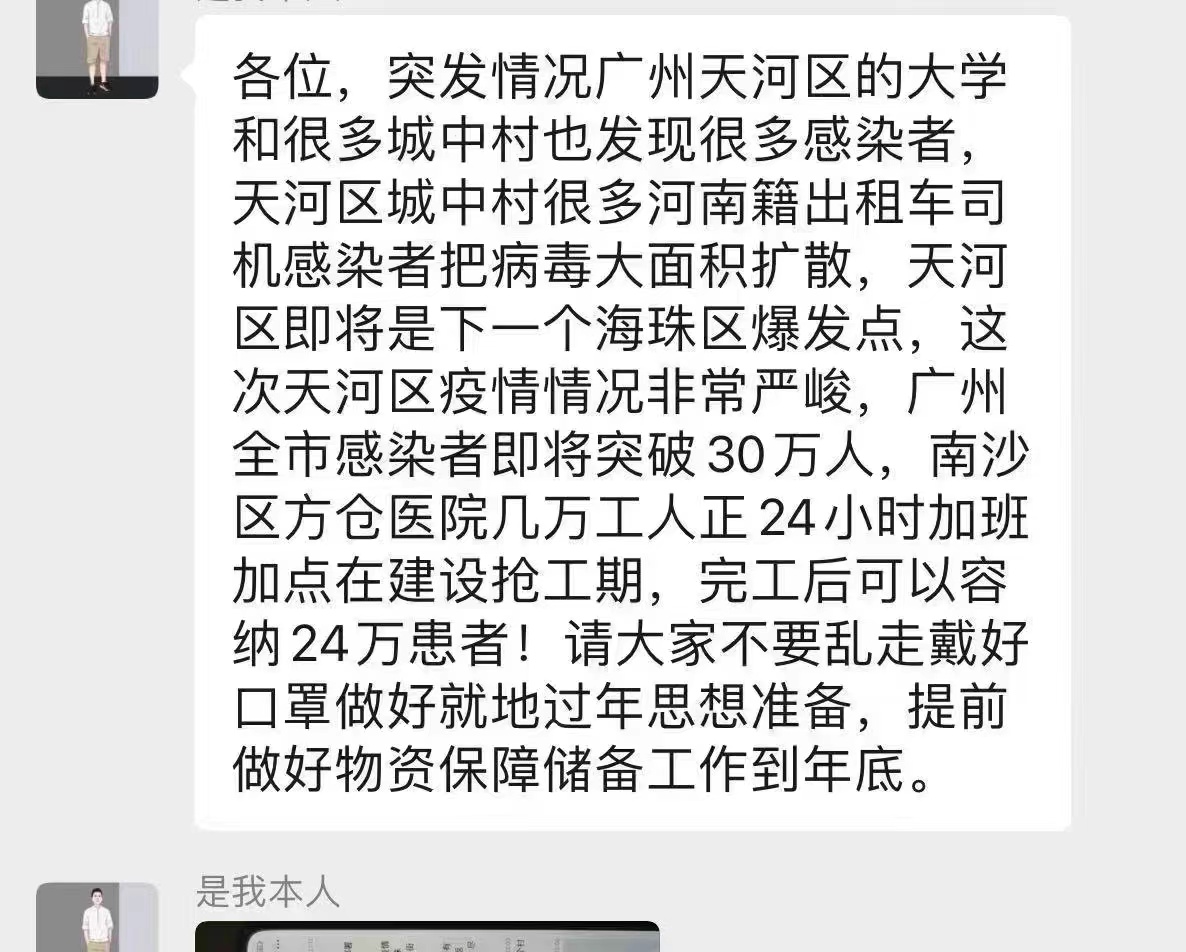 各位，突发情况广州天河区的大学
和很多城中村也发现很多感染者，
天河区城中村很多河南籍出租车司
机感染者把病毒大面积扩散，天河
区即将是下一个海珠区爆发点，这
次天河区疫情情况非常严峻，广州
全市感染者即将突破30万人，南沙
区方仓医院几万工人正24小时加班
加点在建设抢工期，完工后可以容
纳24万患者！请大家不要乱走戴好
口罩做好就地过年思想准备，提前
做好物资保障储备工作到年底。
是我本人